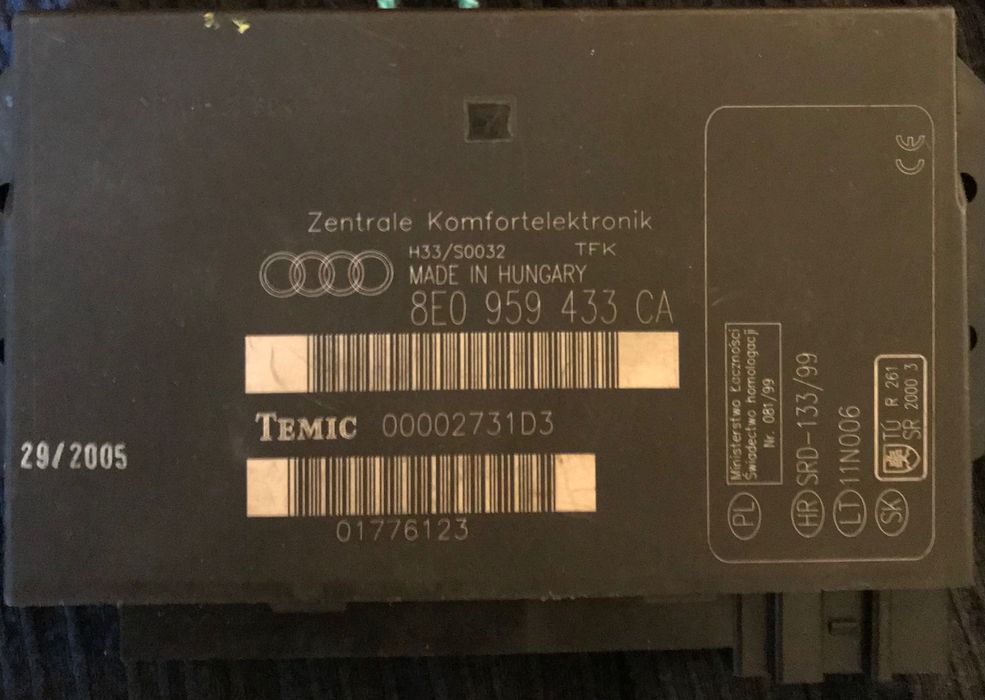 Zentrale Komfortelektronik
H33/S0032 TFK
MADE IN HUNGARY
8E0 959 433 CA
TEMIC 00002731D3
01776123
29/2005
CE
Ministerstwo Łączności
Świadectwo homologacji
Nr. 081/99
PL
HR SRD-133/99
LT 11N006
SK
TÚ R 261
SR 2000 3